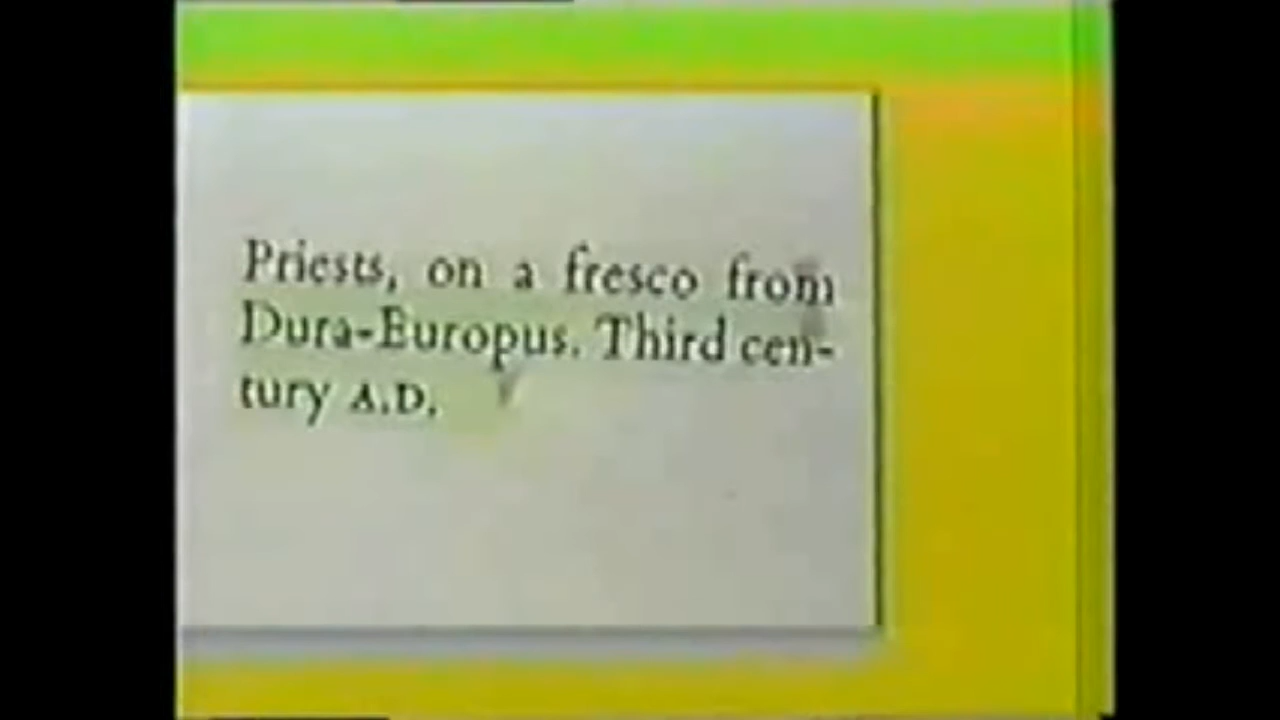 Priests, on a fresco from
Dura-Europus. Third cen-
tury A.D.